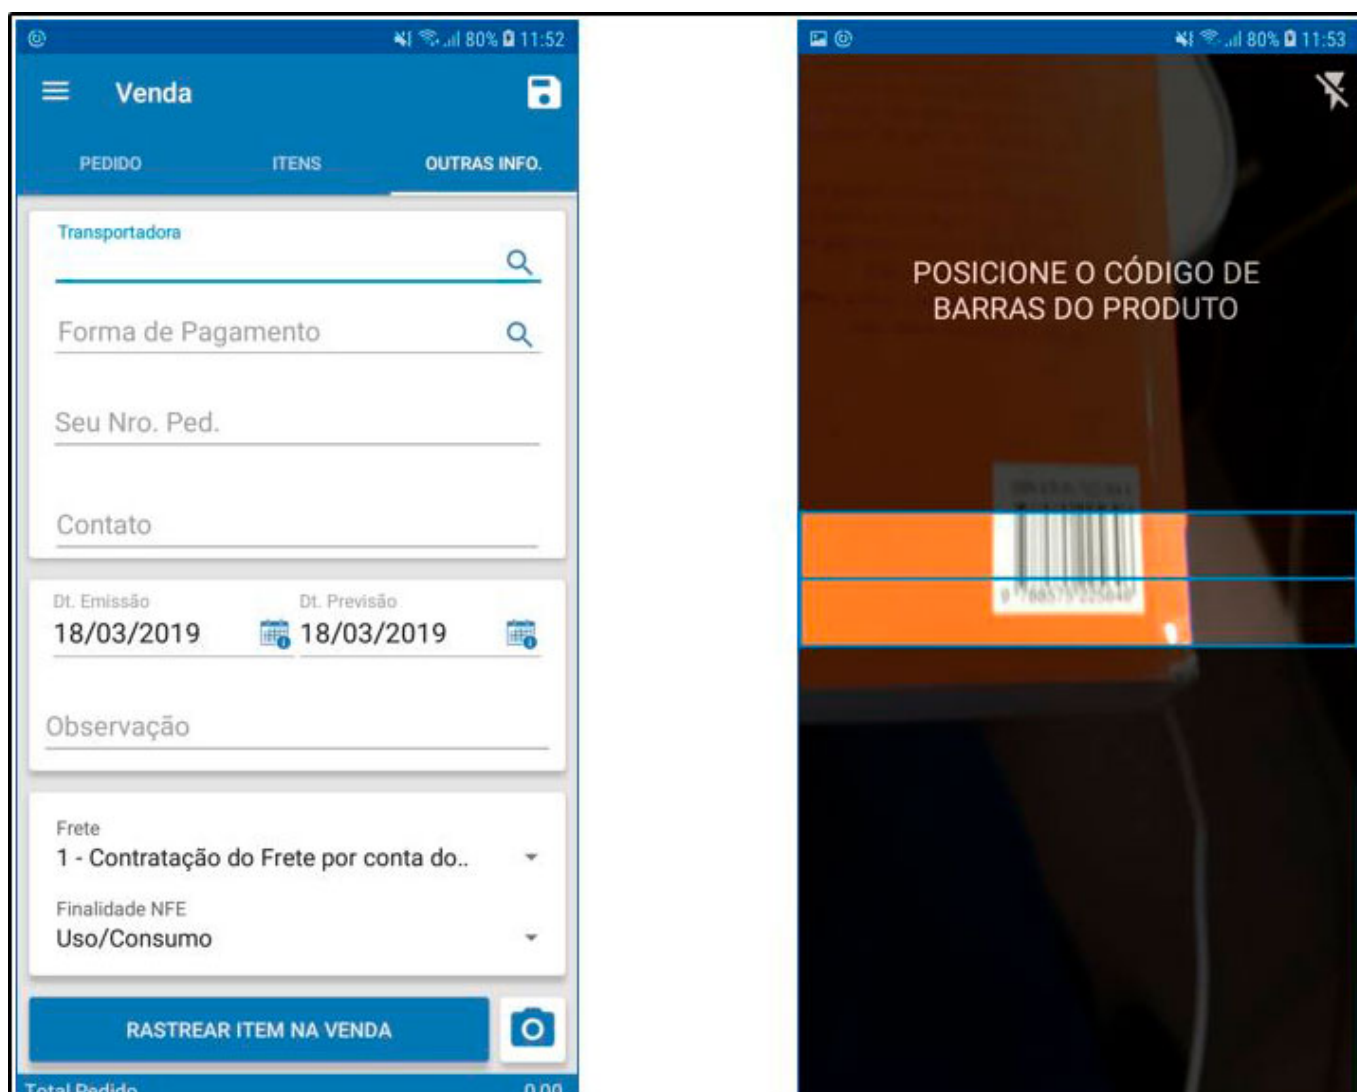 80% 11:52
Venda
PEDIDO ITENS OUTRAS INFO.
Transportadora
Forma de Pagamento
Seu Nro. Ped.
Contato
Dt. Emissão Dt. Previsão
18/03/2019 18/03/2019
Observação
Frete
1 - Contratação do Frete por conta do..
Finalidade NFE
Uso/Consumo
RASTREAR ITEM NA VENDA
Total Pedido 0,00
80% 11:53
POSICIONE O CÓDIGO DE
BARRAS DO PRODUTO